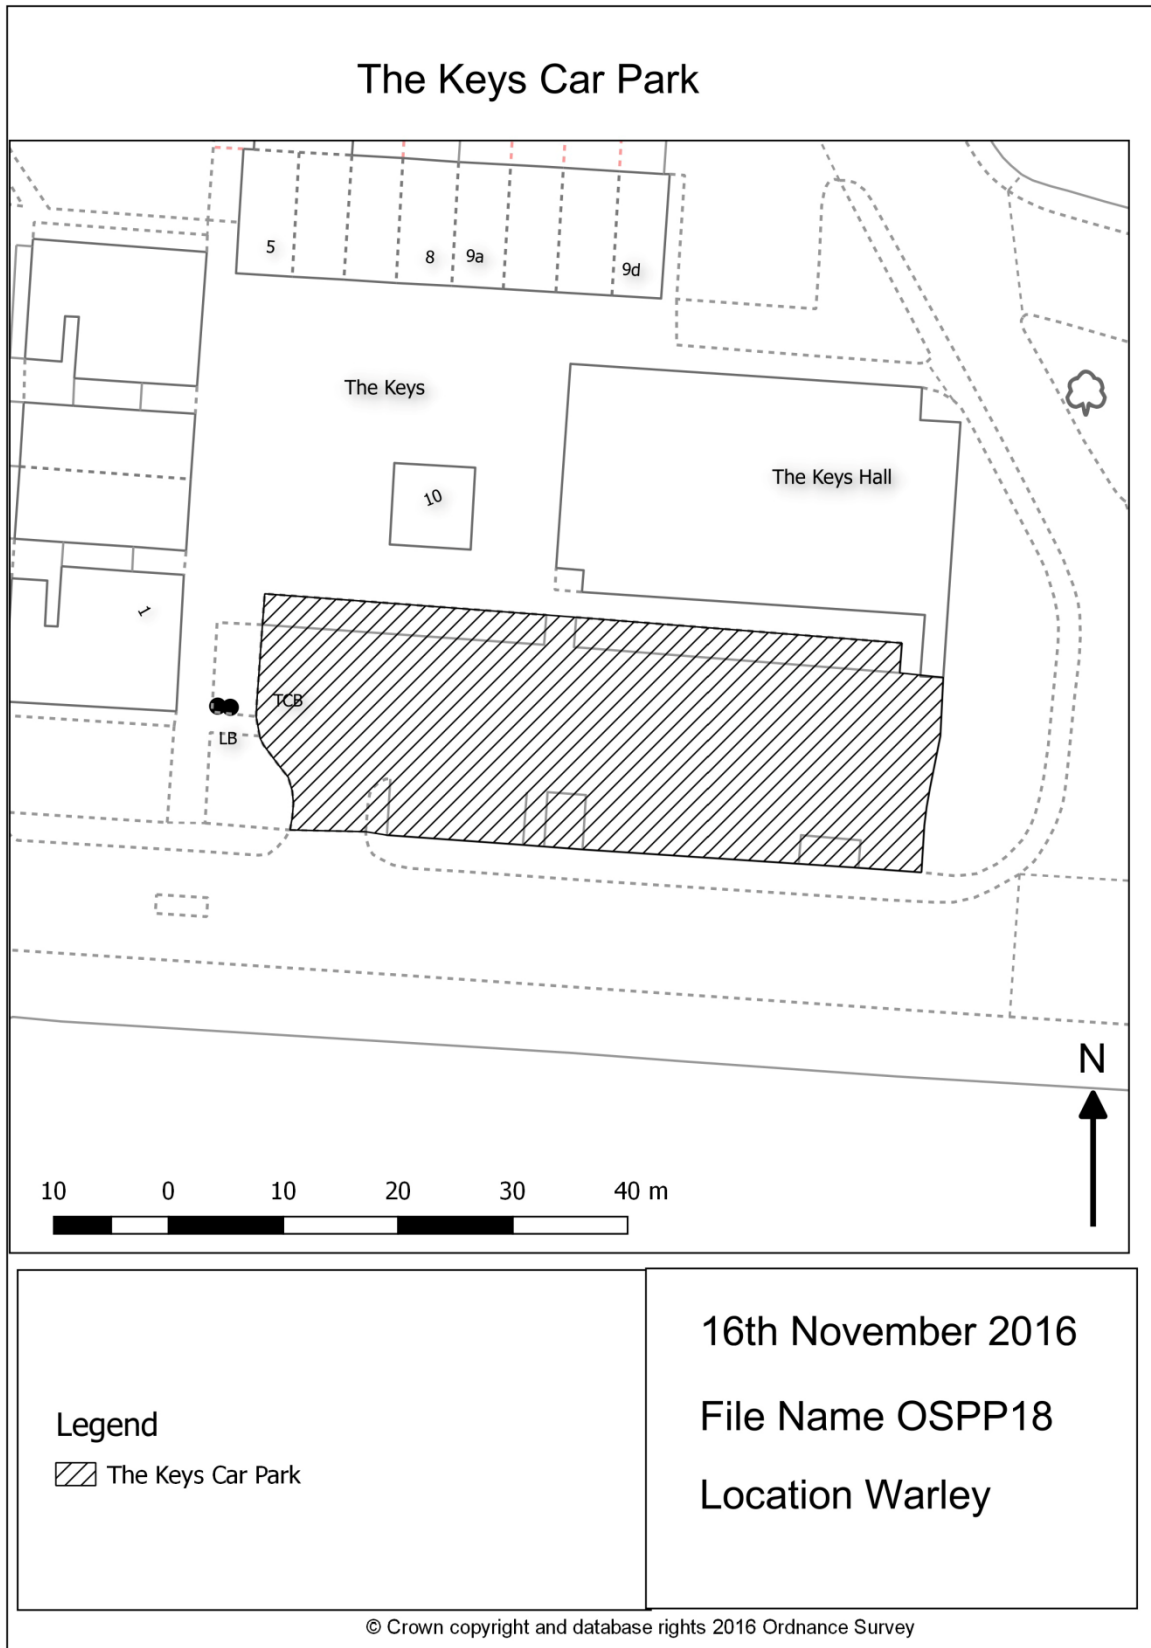 The Keys Car Park
5
8
9a
9d
The Keys
The Keys Hall
10
1
TCB
LB
N
10 0 10 20 30 40 m
Legend
The Keys Car Park
16th November 2016
File Name OSPP18
Location Warley
© Crown copyright and database rights 2016 Ordnance Survey